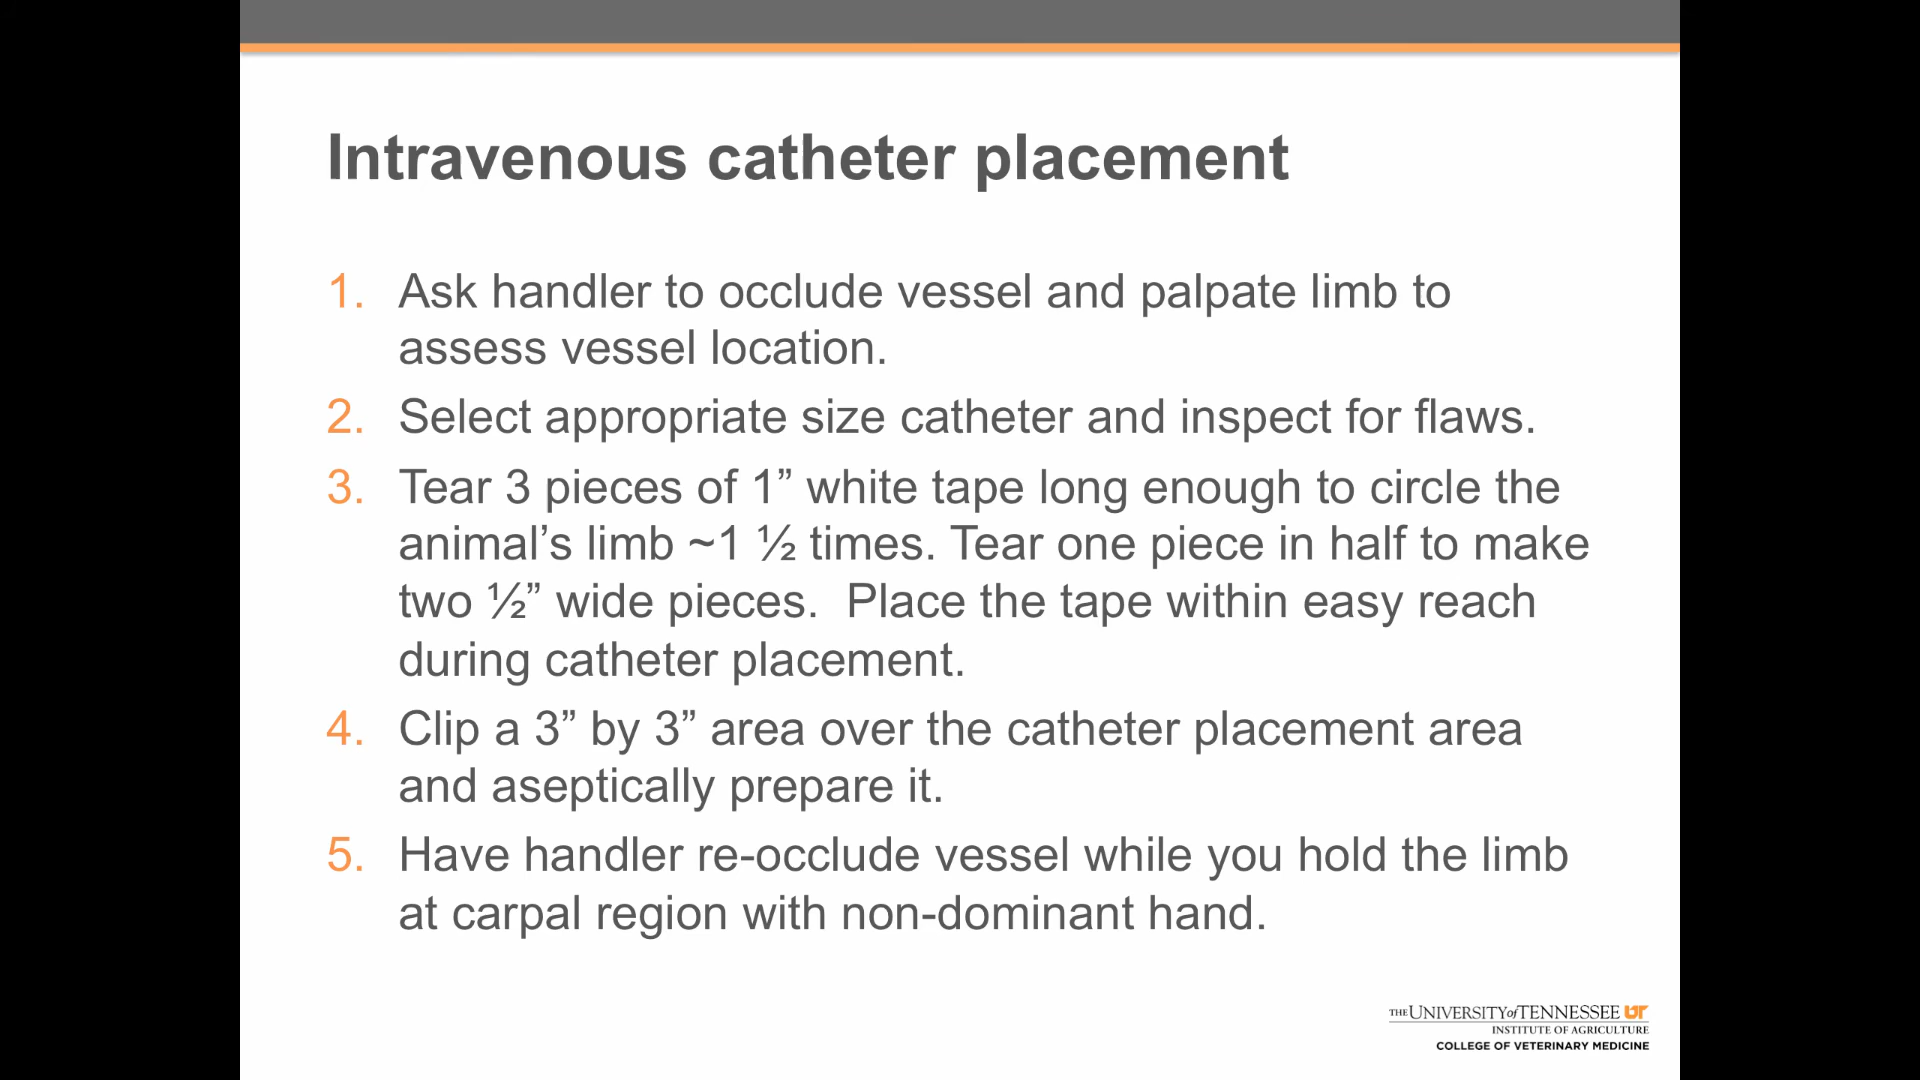 Intravenous catheter placement
1. Ask handler to occlude vessel and palpate limb to
assess vessel location.
2. Select appropriate size catheter and inspect for flaws.
3. Tear 3 pieces of 1” white tape long enough to circle the
animal’s limb ~1 ½ times. Tear one piece in half to make
two ½” wide pieces.  Place the tape within easy reach
during catheter placement.
4. Clip a 3” by 3” area over the catheter placement area
and aseptically prepare it.
5. Have handler re-occlude vessel while you hold the limb
at carpal region with non-dominant hand.
THE UNIVERSITY of TENNESSEE UT
INSTITUTE OF AGRICULTURE
COLLEGE OF VETERINARY MEDICINE